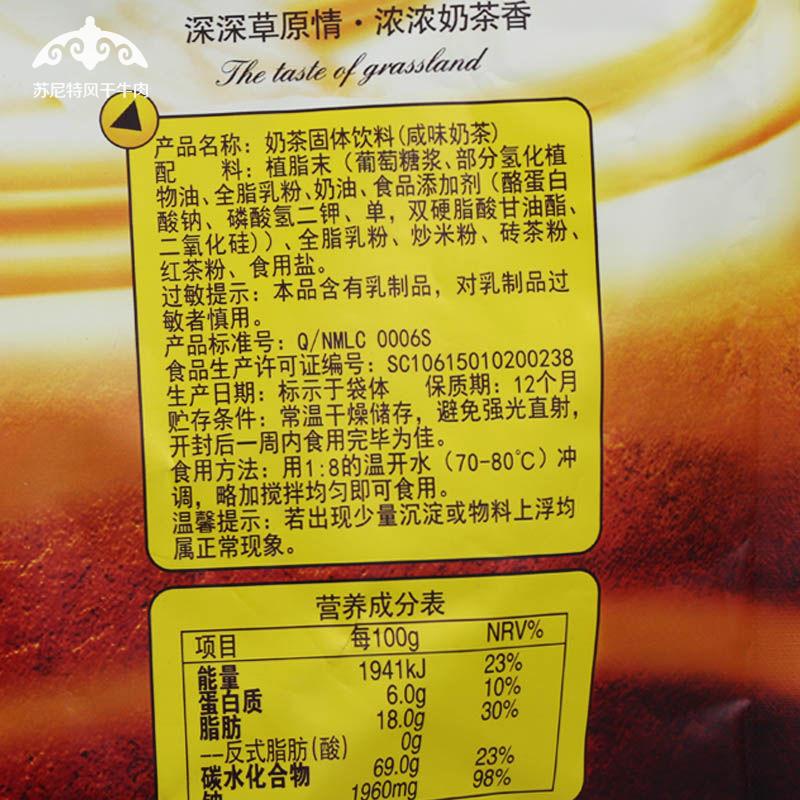 深深草原情·浓浓奶茶香
The taste of grassland
苏尼特风干牛肉
产品名称：奶茶固体饮料(咸味奶茶)
配 料：植脂末（葡萄糖浆、部分氢化植
物油、全脂乳粉、奶油、食品添加剂（酪蛋白
酸钠、磷酸氢二钾、单，双硬脂酸甘油酯、
二氧化硅））、全脂乳粉、炒米粉、砖茶粉、
红茶粉、食用盐。
过敏提示：本品含有乳制品，对乳制品过
敏者慎用。
产品标准号：Q/NMLC 0006S
食品生产许可证编号：SC10615010200238
生产日期：标示于袋体 保质期：12个月
贮存条件：常温干燥储存，避免强光直射，
开封后一周内食用完毕为佳。
食用方法：用1:8的温开水（70-80℃）冲
调，略加搅拌均匀即可食用。
温馨提示：若出现少量沉淀或物料上浮均
属正常现象。
营养成分表
项目 每100g NRV%
能量 1941kJ 23%
蛋白质 6.0g 10%
脂肪 18.0g 30%
--反式脂肪(酸) 0g
碳水化合物 69.0g 23%
钠 1960mg 98%